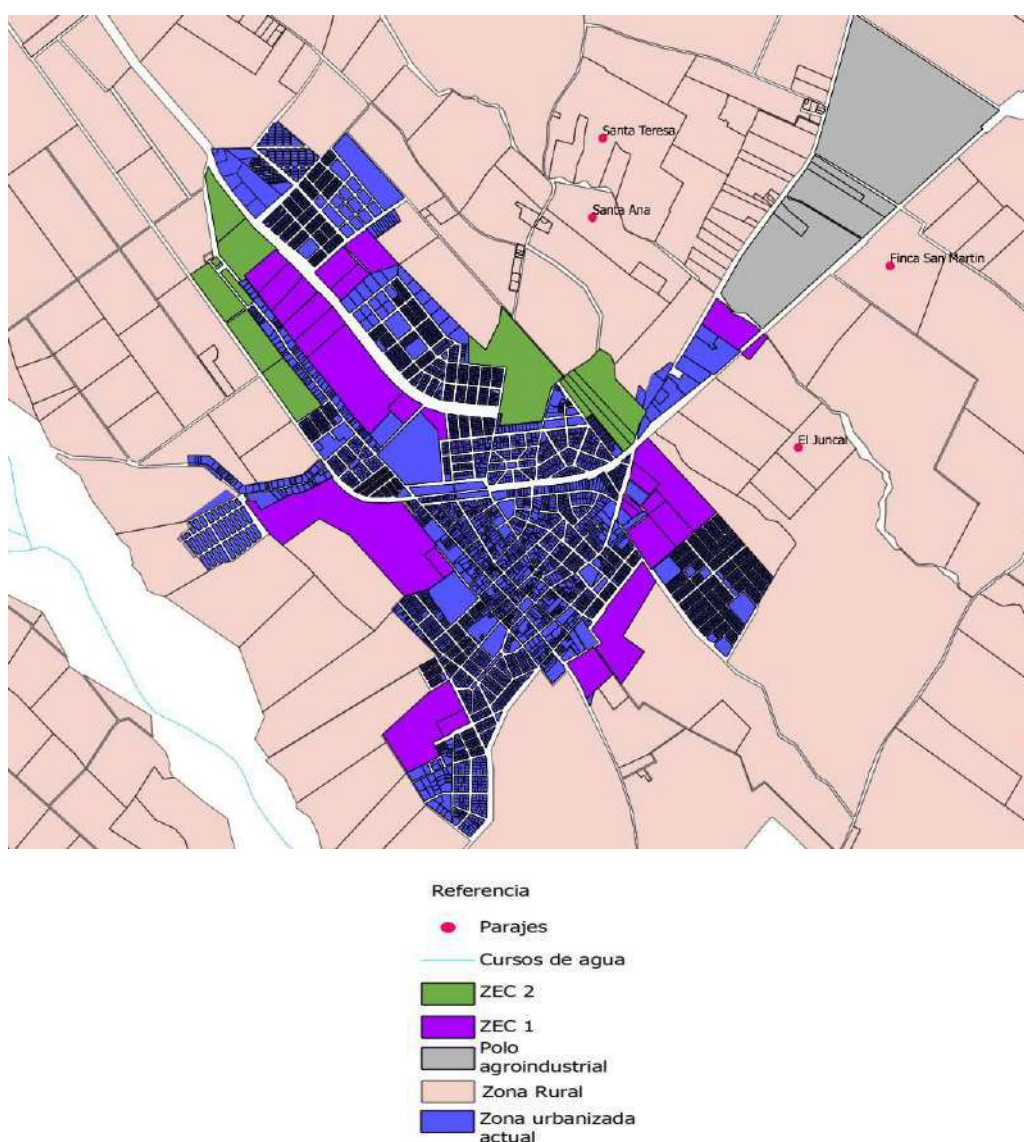 Santa Teresa
Santa Ana
Finca San Martin
El Juncal
Referencia
Parajes
Cursos de agua
ZEC 2
ZEC 1
Polo
agroindustrial
Zona Rural
Zona urbanizada
actual